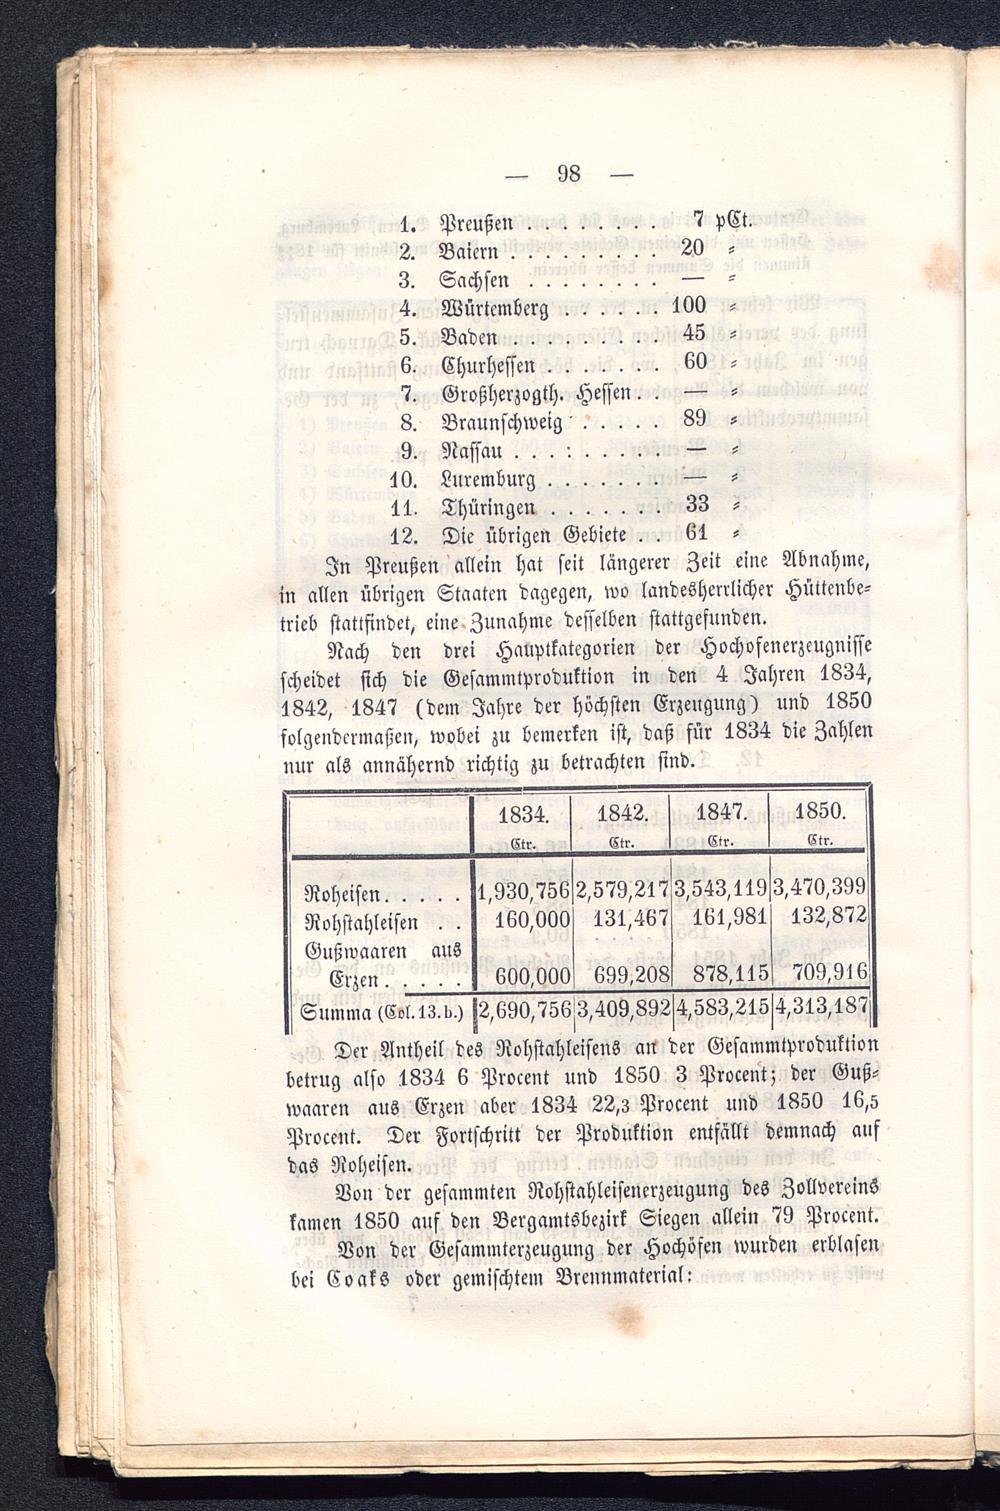 — 98 —
1. Preußen . . . . . . . . 7 pCt.
2. Baiern . . . . . . . . . 20 „
3. Sachsen . . . . . . . . — „
4. Würtemberg . . . . . . 100 „
5. Baden . . . . . . . . . 45 „
6. Churhessen . . . . . . . 60 „
7. Großherzogth. Hessen . . — „
8. Braunschweig . . . . . 89 „
9. Nassau . . . . . . . . . — „
10. Luxemburg . . . . . . . — „
11. Thüringen . . . . . . . 33 „
12. Die übrigen Gebiete . . 61 „
In Preußen allein hat seit längerer Zeit eine Abnahme,
in allen übrigen Staaten dagegen, wo landesherrlicher Hüttenbe-
trieb stattfindet, eine Zunahme desselben stattgefunden.
Nach den drei Hauptkategorien der Hochofenerzeugnisse
scheidet sich die Gesammtproduktion in den 4 Jahren 1834,
1842, 1847 (dem Jahre der höchsten Erzeugung) und 1850
folgendermaßen, wobei zu bemerken ist, daß für 1834 die Zahlen
nur als annähernd richtig zu betrachten sind.
1834. 1842. 1847. 1850.
Ctr. Ctr. Ctr. Ctr.
Roheisen . . . . . 1,930,756 2,579,217 3,543,119 3,470,399
Rohstahleisen . . 160,000 131,467 161,981 132,872
Gußwaaren aus
Erzen . . . . . 600,000 699,208 878,115 709,916
Summa (Col. 13. b.) 2,690,756 3,409,892 4,583,215 4,313,187
Der Antheil des Rohstahleisens an der Gesammtproduktion
betrug also 1834 6 Procent und 1850 3 Procent; der Guß-
waaren aus Erzen aber 1834 22,3 Procent und 1850 16,5
Procent. Der Fortschritt der Produktion entfällt demnach auf
das Roheisen.
Von der gesammten Rohstahleisenerzeugung des Zollvereins
kamen 1850 auf den Bergamtsbezirk Siegen allein 79 Procent.
Von der Gesammterzeugung der Hochöfen wurden erblasen
bei Coaks oder gemischtem Brennmaterial: